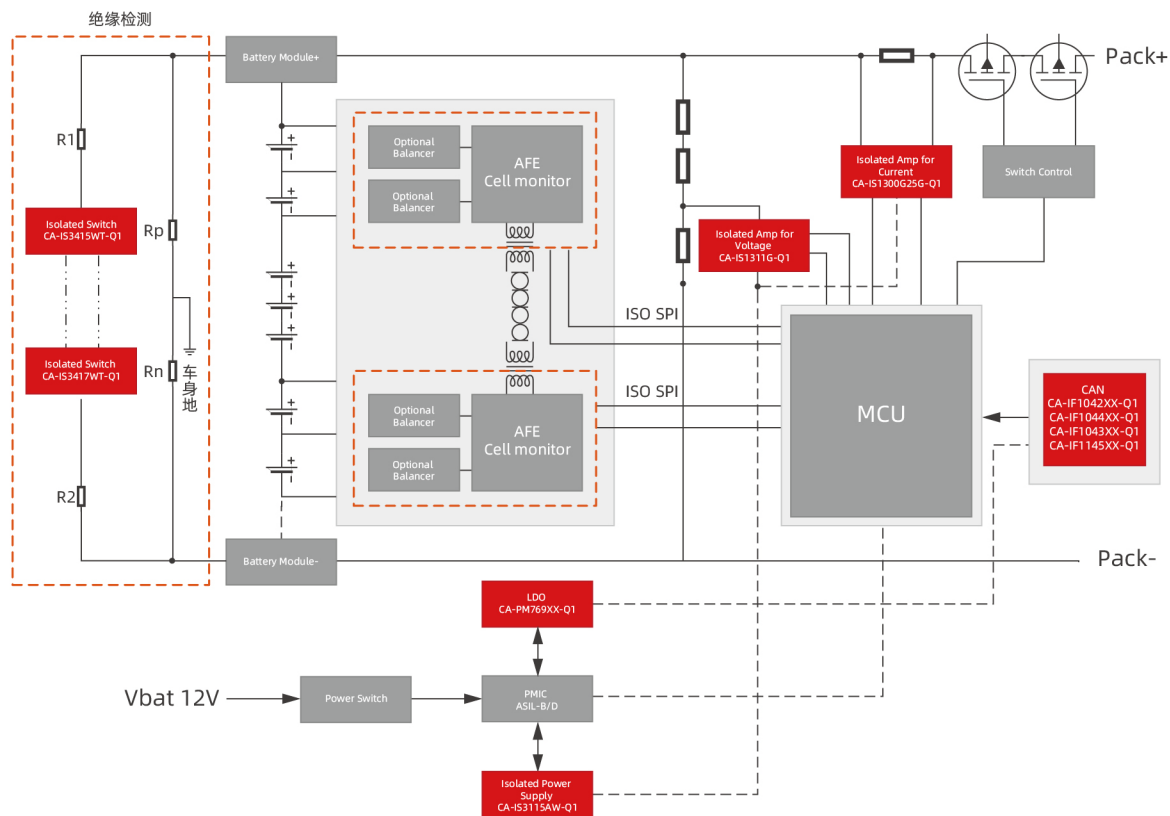 绝缘检测
R1
Isolated Switch
CA-IS3415WT-Q1
Rp
Isolated Switch
CA-IS3417WT-Q1
Rn
车身地
R2
Battery Module+
Battery Module-
Optional
Balancer
Optional
Balancer
AFE
Cell monitor
Optional
Balancer
Optional
Balancer
AFE
Cell monitor
ISO SPI
ISO SPI
Isolated Amp for
Voltage
CA-IS1311G-Q1
Isolated Amp for
Current
CA-IS1300G25G-Q1
Switch Control
Pack+
MCU
CAN
CA-IF1042XX-Q1
CA-IF1044XX-Q1
CA-IF1043XX-Q1
CA-IF1145XX-Q1
Pack-
LDO
CA-PM769XX-Q1
Vbat 12V
Power Switch
PMIC
ASIL-B/D
Isolated Power
Supply
CA-IS3115AW-Q1